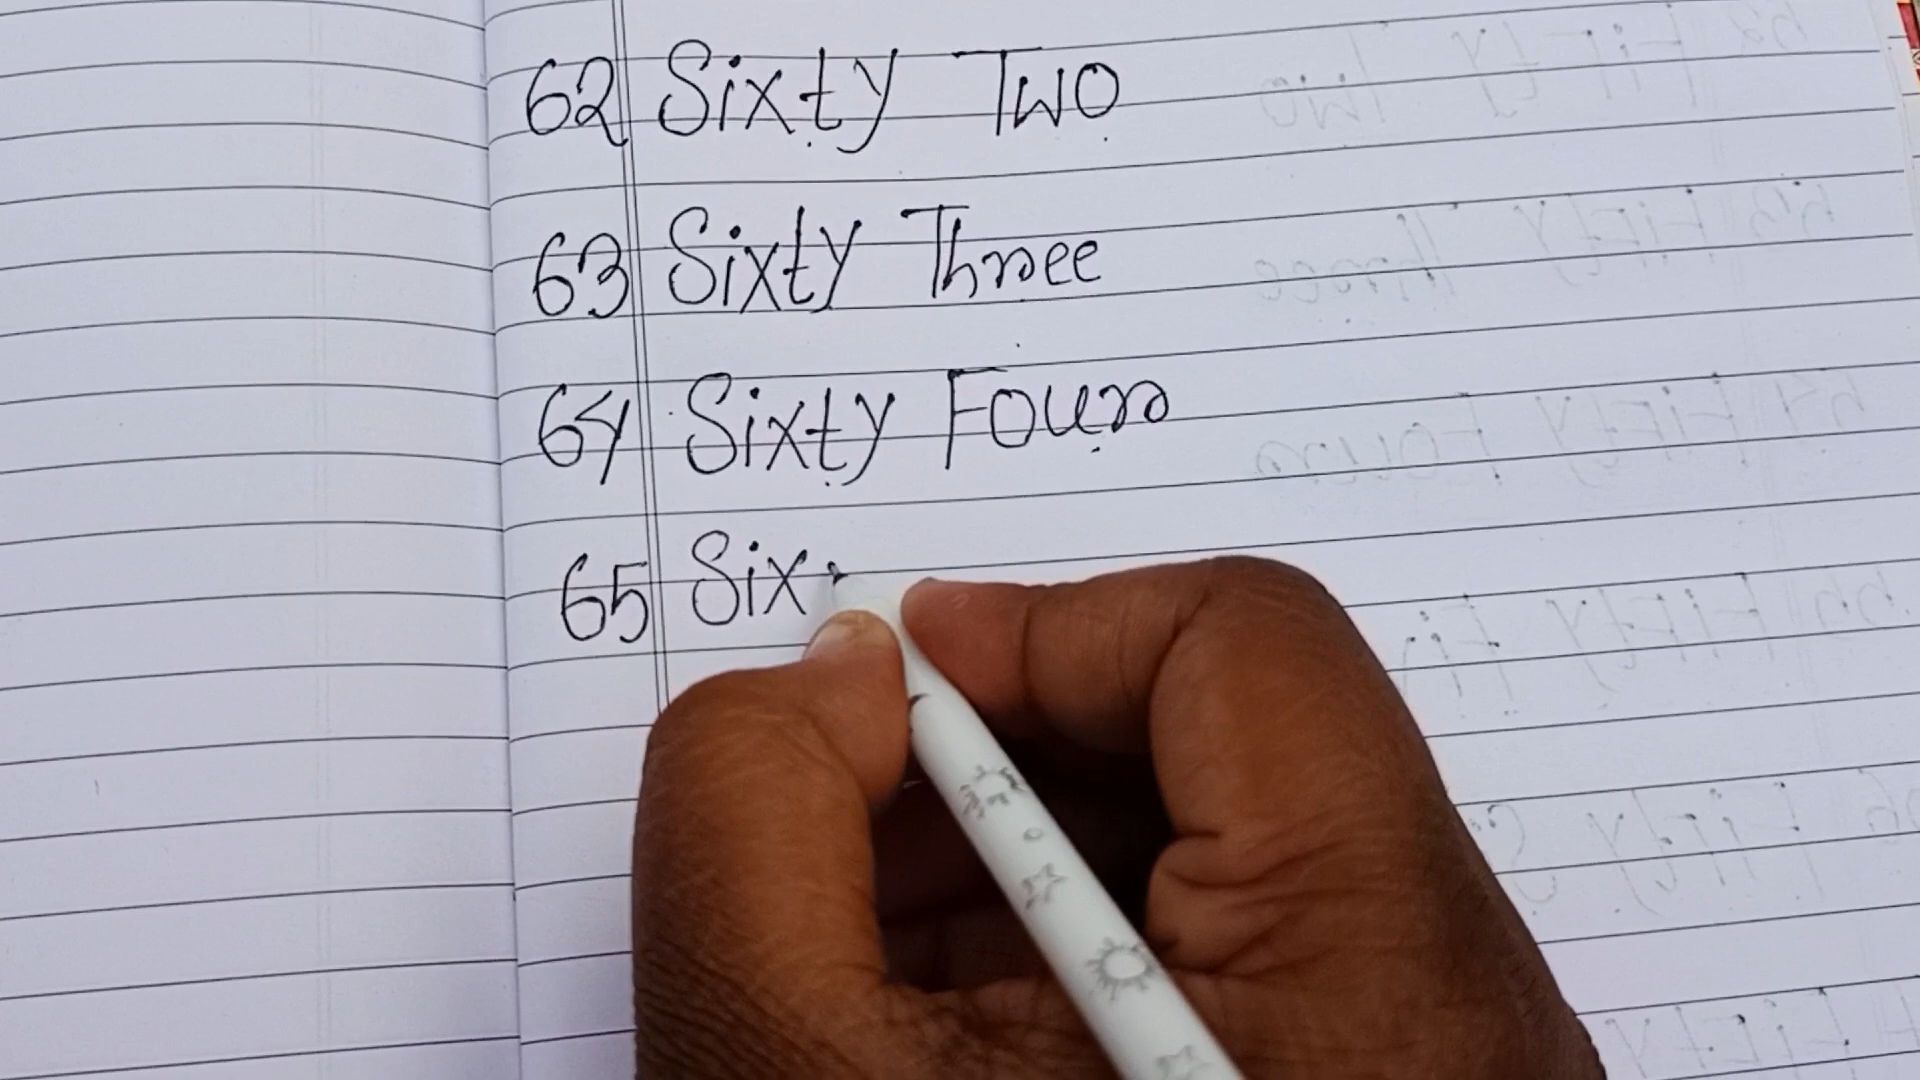 62 Sixty Two
63 Sixty Three
64 Sixty Four
65 Six